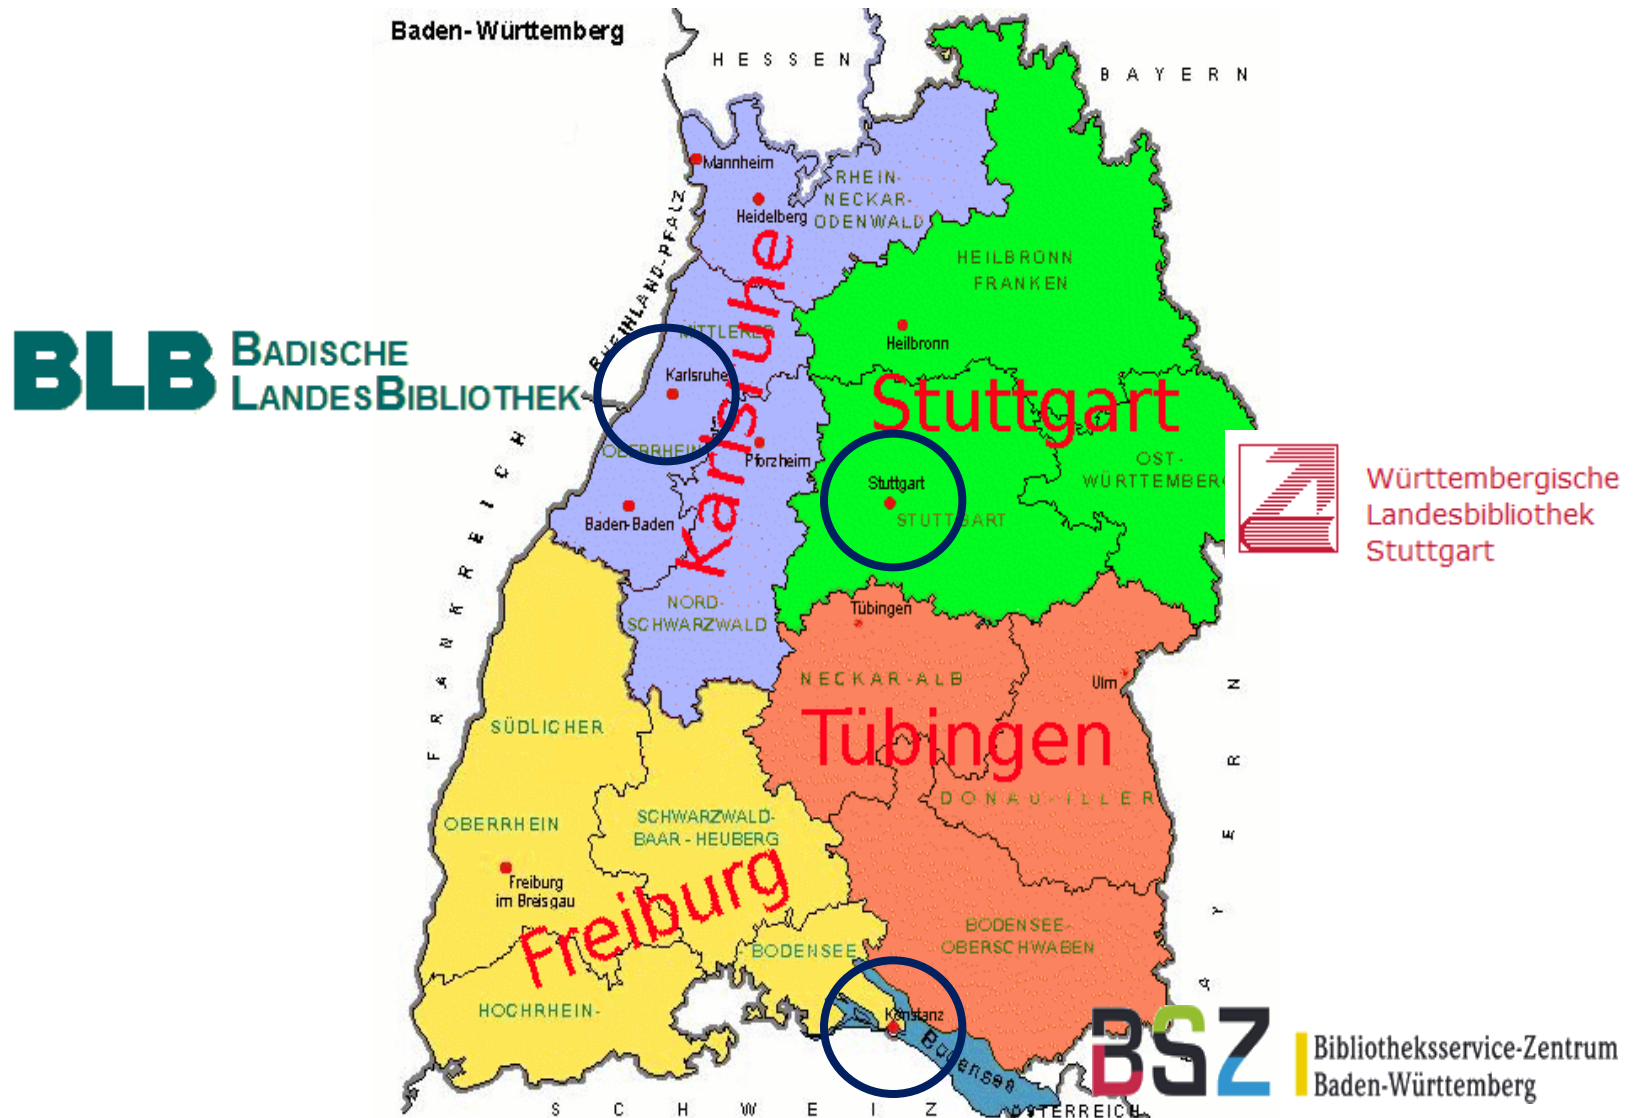 Baden-Württemberg
HESSEN
BAYERN
Mannheim
RHEIN-
NECKAR-
ODENWALD
Heidelberg
RHEINLAND-PFALZ
HEILBRONN
FRANKEN
Karlsruhe
MITTLERER
Heilbronn
BLB BADISCHE
LANDESBIBLIOTHEK
Karlsruhe
Stuttgart
OBERRHEIN
Pforzheim
OST-
WÜRTTEMBERG
Stuttgart
STUTTGART
Württembergische
Landesbibliothek
Stuttgart
Baden-Baden
FRANKREICH
NORD-
SCHWARZWALD
Tübingen
NECKAR-ALB
Ulm
SÜDLICHER
Tübingen
BAYERN
DONAU-ILLER
OBERRHEIN
SCHWARZWALD-
BAAR-HEUBERG
Freiburg
im Breisgau
Freiburg
BODENSEE-
OBERSCHWABEN
BODENSEE
HOCHRHEIN-
Konstanz
Bodensee
BSZ Bibliotheksservice-Zentrum
Baden-Württemberg
SCHWEIZ
ÖSTERREICH